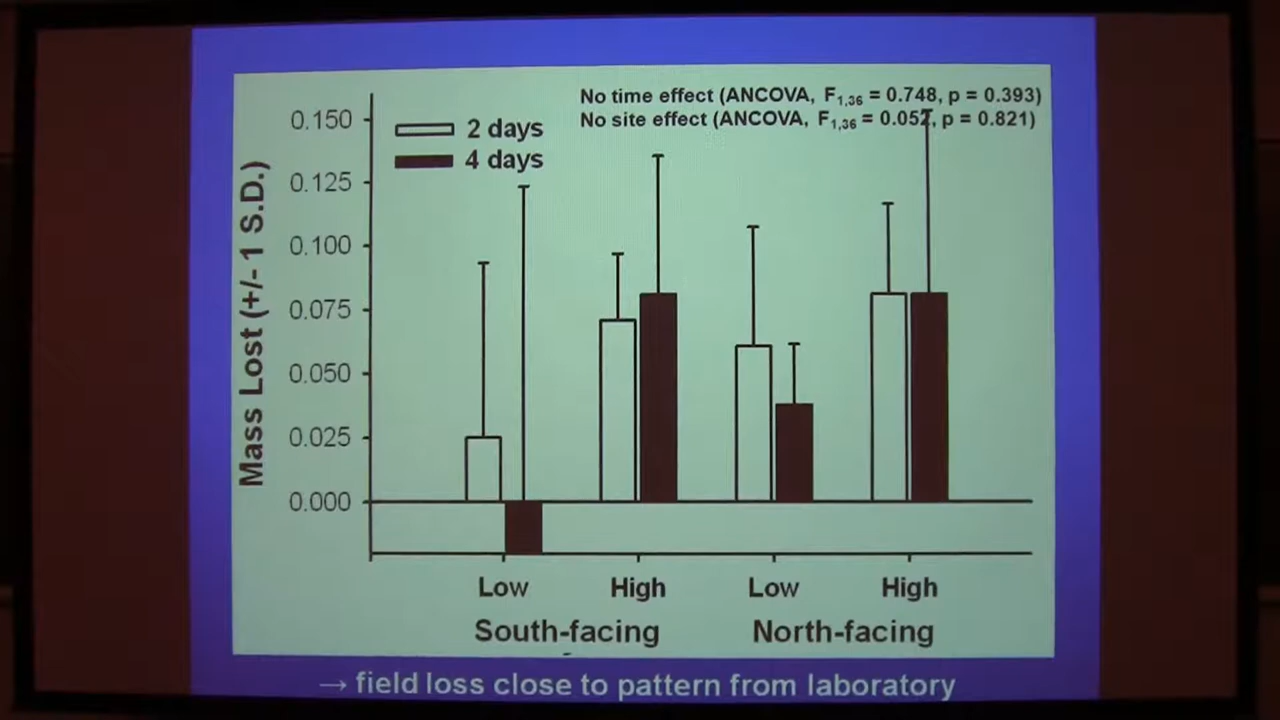 No time effect (ANCOVA, F1,36 = 0.748, p = 0.393)
No site effect (ANCOVA, F1,36 = 0.052, p = 0.821)
2 days
4 days
Mass Lost (+/- 1 S.D.)
0.150
0.125
0.100
0.075
0.050
0.025
0.000
Low High Low High
South-facing North-facing
→ field loss close to pattern from laboratory